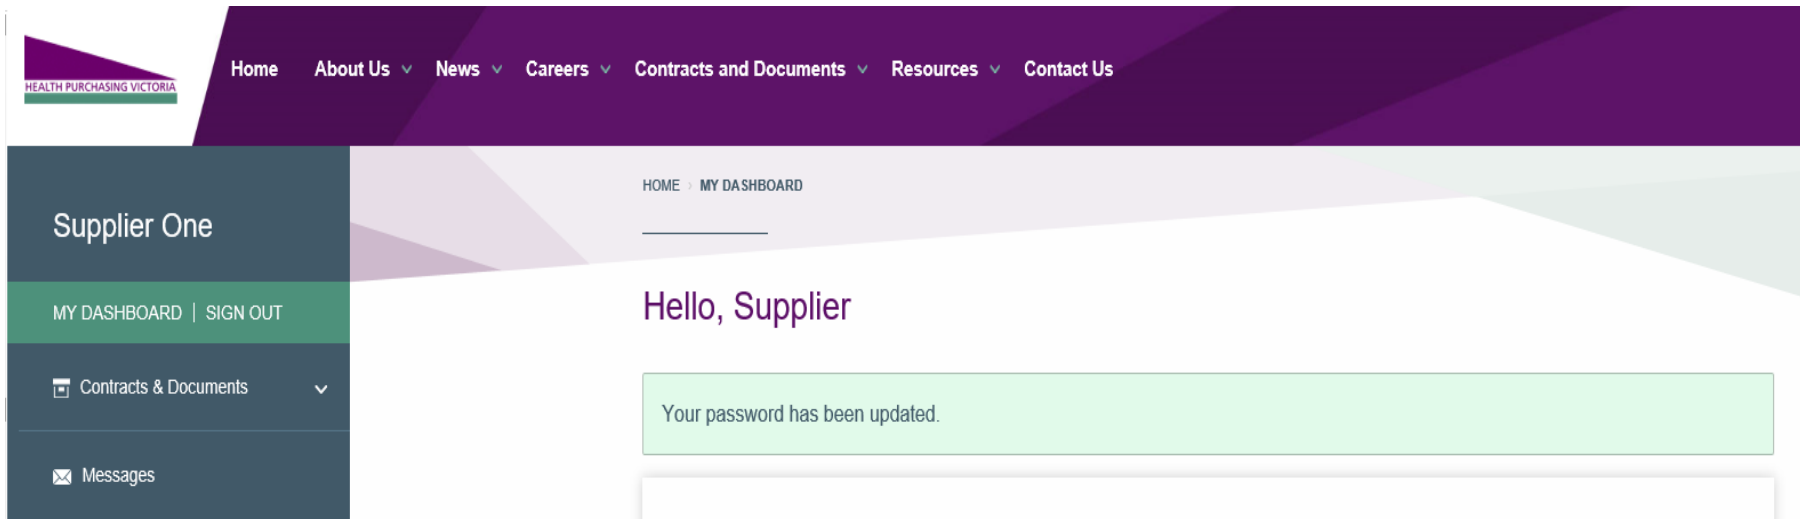 HEALTH PURCHASING VICTORIA
Home About Us News Careers Contracts and Documents Resources Contact Us
HOME › MY DASHBOARD
Supplier One
MY DASHBOARD | SIGN OUT
Contracts & Documents
Messages
Hello, Supplier
Your password has been updated.